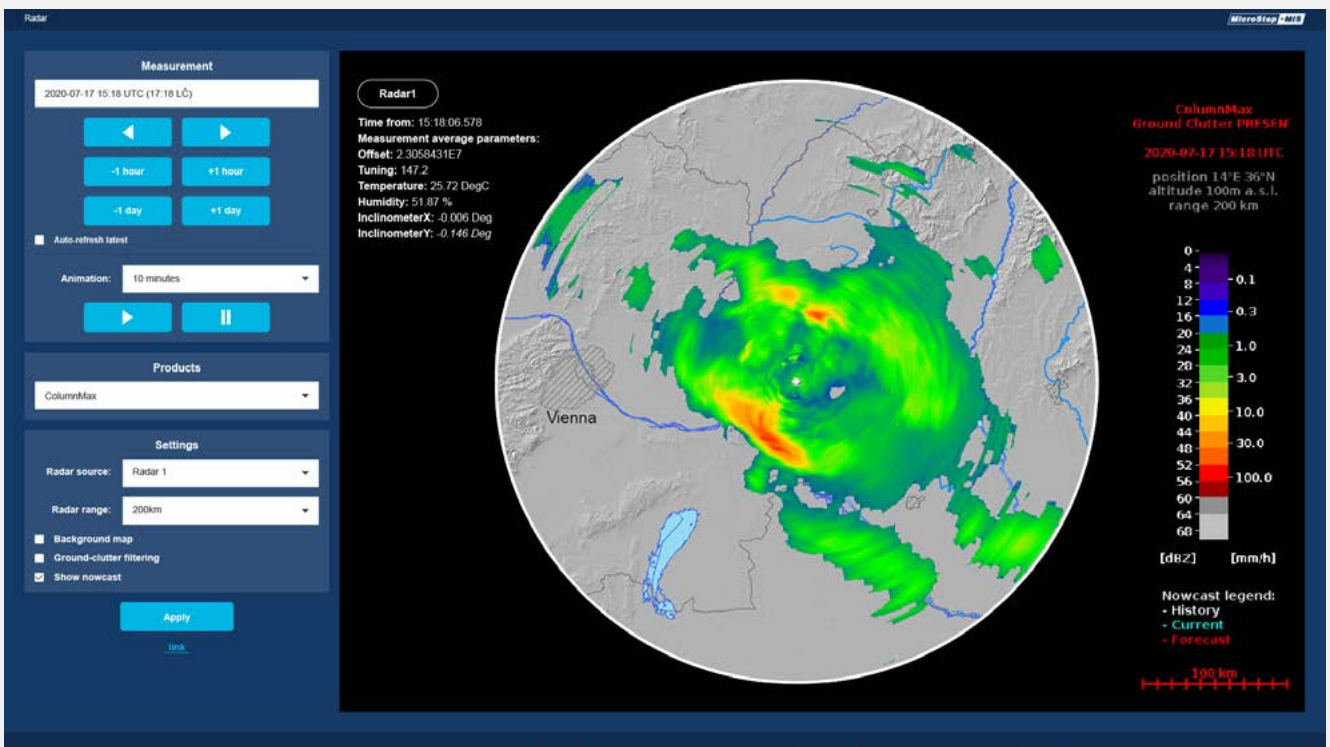 Radar
MicroStep-MIS
Measurement
2020-07-17 15:18 UTC (17:18 LČ)
-1 hour
+1 hour
-1 day
+1 day
Auto-refresh latest
Animation:
10 minutes
Products
ColumnMax
Settings
Radar source:
Radar 1
Radar range:
200km
Background map
Ground-clutter filtering
Show nowcast
Apply
link
Radar1
Time from: 15:18:06.578
Measurement average parameters:
Offset: 2.3058431E7
Tuning: 147.2
Temperature: 25.72 DegC
Humidity: 51.87 %
InclinometerX: -0.006 Deg
InclinometerY: -0.146 Deg
Vienna
ColumnMax
Ground Clutter PRESENT
2020-07-17 15:18 UTC
position 14°E 36°N
altitude 100m a.s.l.
range 200 km
0
4
8
12
16
20
24
28
32
36
40
44
48
52
56
60
64
68
0.1
0.3
1.0
3.0
10.0
30.0
100.0
[dBZ] [mm/h]
Nowcast legend:
- History
- Current
- Forecast
100 km